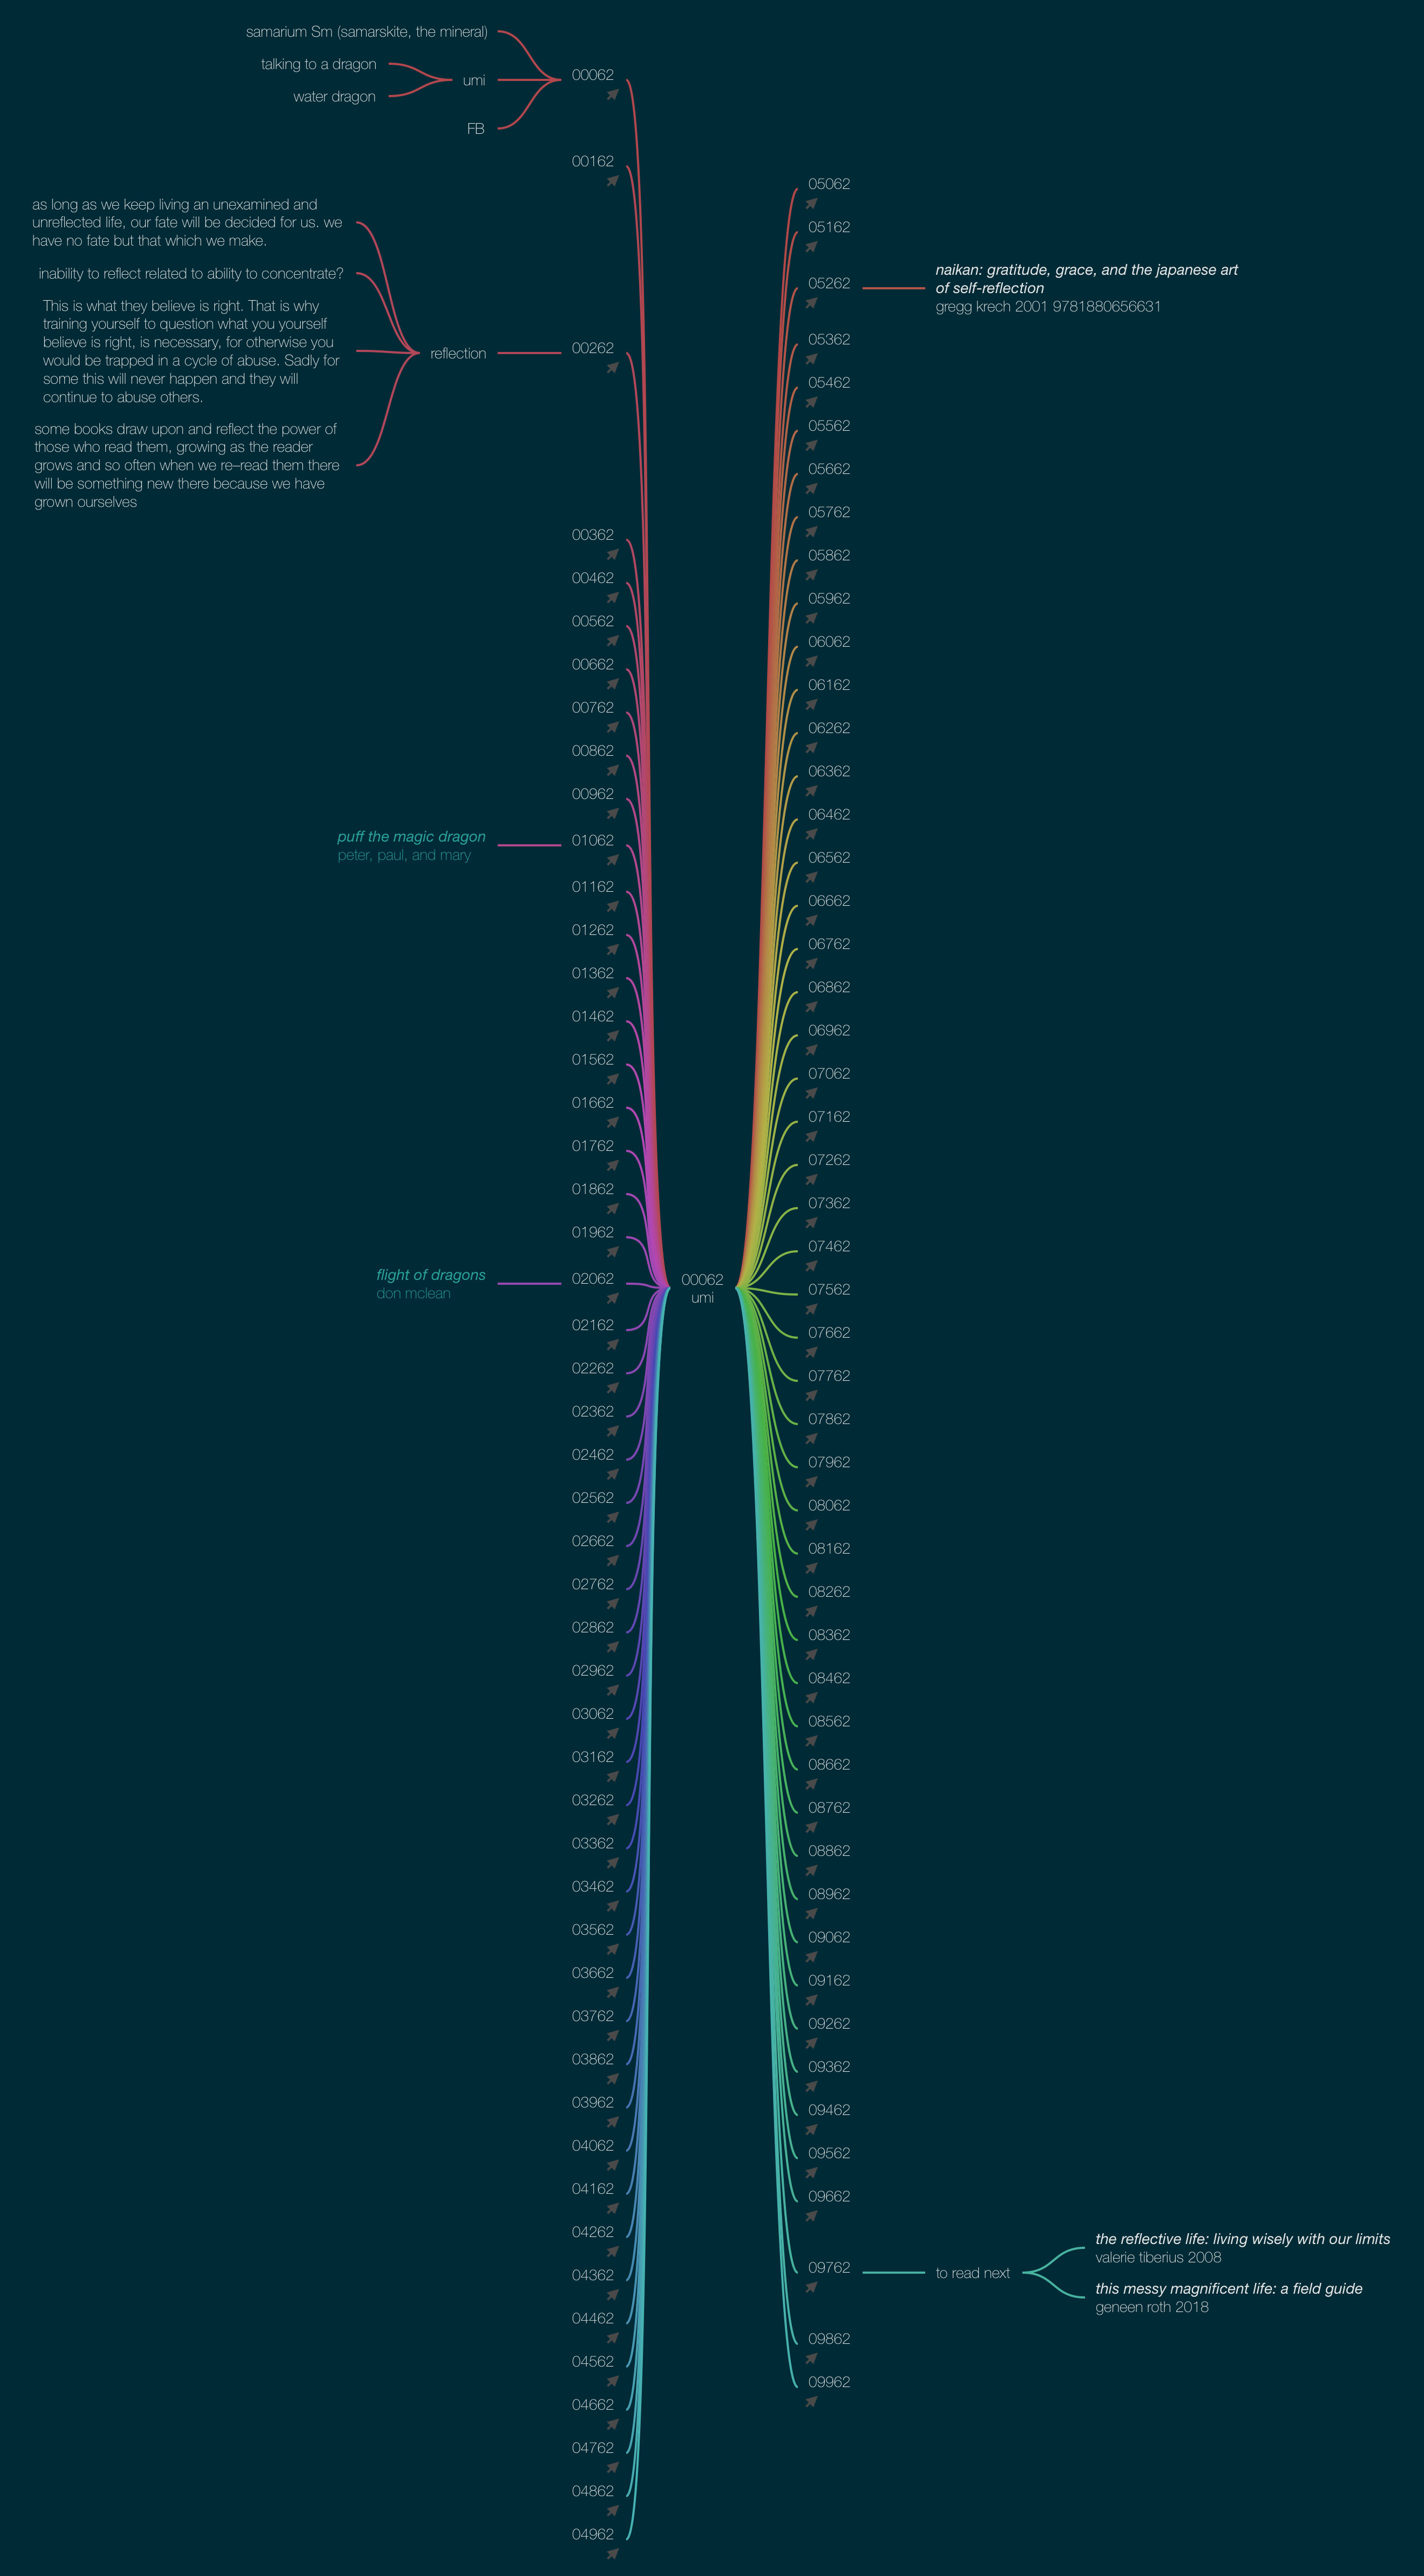 samarium Sm (samarskite, the mineral)
talking to a dragon
umi
water dragon
FB
00062
00162
as long as we keep living an unexamined and
unreflected life, our fate will be decided for us. we
have no fate but that which we make.
inability to reflect related to ability to concentrate?
This is what they believe is right. That is why
training yourself to question what you yourself
believe is right, is necessary, for otherwise you
would be trapped in a cycle of abuse. Sadly for
some this will never happen and they will
continue to abuse others.
some books draw upon and reflect the power of
those who read them, growing as the reader
grows and so often when we re–read them there
will be something new there because we have
grown ourselves
reflection
00262
00362
00462
00562
00662
00762
00862
00962
puff the magic dragon
peter, paul, and mary
01062
01162
01262
01362
01462
01562
01662
01762
01862
01962
flight of dragons
don mclean
02062
02162
02262
02362
02462
02562
02662
02762
02862
02962
03062
03162
03262
03362
03462
03562
03662
03762
03862
03962
04062
04162
04262
04362
04462
04562
04662
04762
04862
04962
00062
umi
05062
05162
05262
naikan: gratitude, grace, and the japanese art
of self-reflection
gregg krech 2001 9781880656631
05362
05462
05562
05662
05762
05862
05962
06062
06162
06262
06362
06462
06562
06662
06762
06862
06962
07062
07162
07262
07362
07462
07562
07662
07762
07862
07962
08062
08162
08262
08362
08462
08562
08662
08762
08862
08962
09062
09162
09262
09362
09462
09562
09662
09762
to read next
the reflective life: living wisely with our limits
valerie tiberius 2008
this messy magnificent life: a field guide
geneen roth 2018
09862
09962